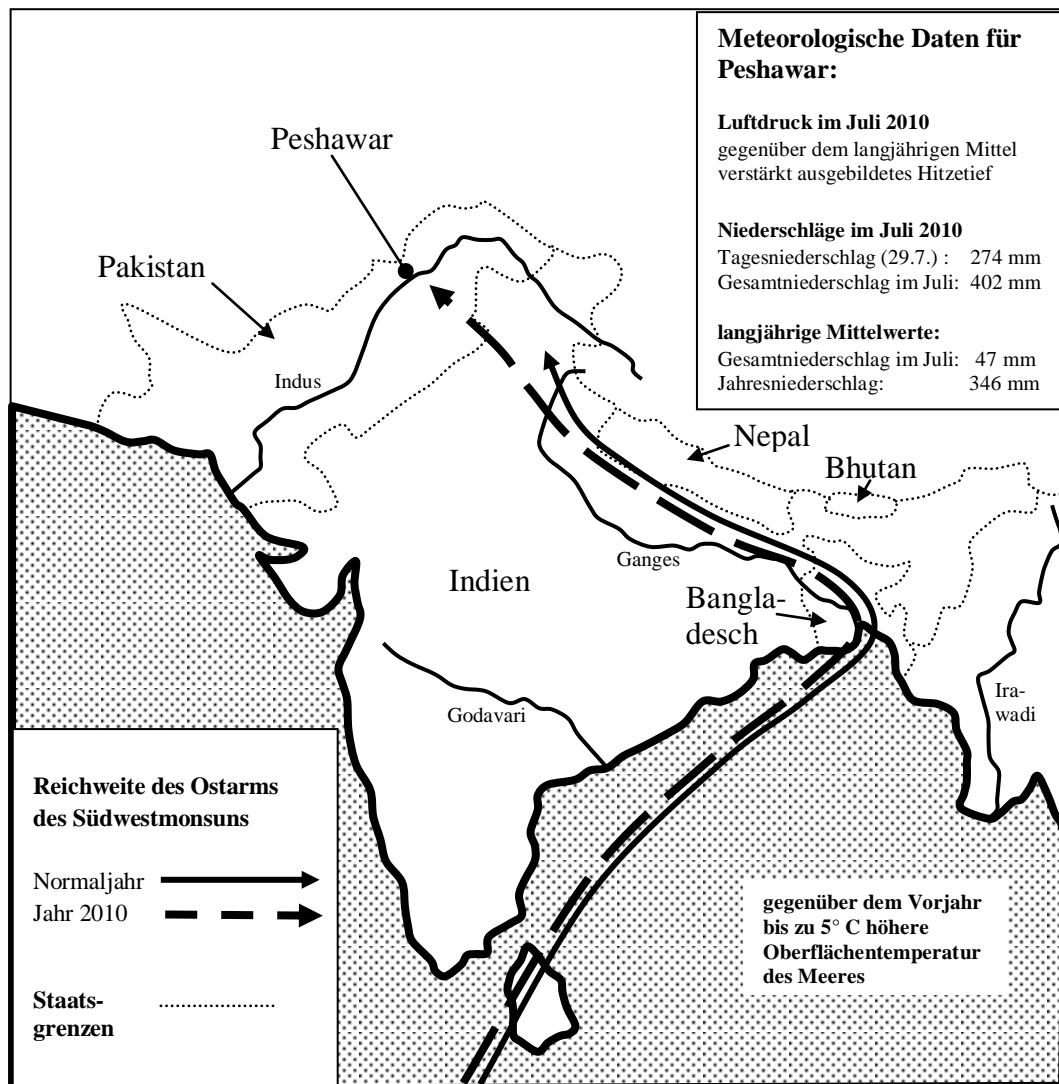 Meteorologische Daten für
Peshawar:
Luftdruck im Juli 2010
gegenüber dem langjährigen Mittel
verstärkt ausgebildetes Hitzetief
Niederschläge im Juli 2010
Tagesniederschlag (29.7.) : 274 mm
Gesamtniederschlag im Juli: 402 mm
langjährige Mittelwerte:
Gesamtniederschlag im Juli: 47 mm
Jahresniederschlag: 346 mm
Peshawar
Pakistan
Indus
Nepal
Bhutan
Ganges
Indien
Bangla-
desch
Godavari
Ira-
wadi
Reichweite des Ostarms
des Südwestmonsuns
Normaljahr
Jahr 2010
Staats-
grenzen
gegenüber dem Vorjahr
bis zu 5° C höhere
Oberflächentemperatur
des Meeres